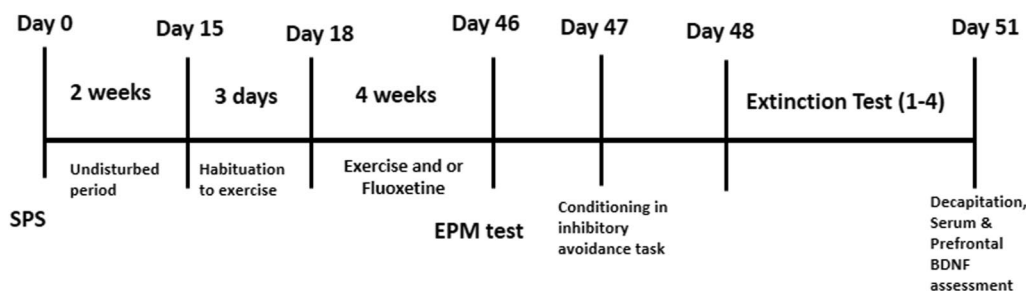 Day 0
Day 15
Day 18
Day 46
Day 47
Day 48
Day 51
2 weeks
3 days
4 weeks
Extinction Test (1-4)
Undisturbed
period
Habituation
to exercise
Exercise and or
Fluoxetine
SPS
EPM test
Conditioning in
inhibitory
avoidance task
Decapitation,
Serum &
Prefrontal
BDNF
assessment